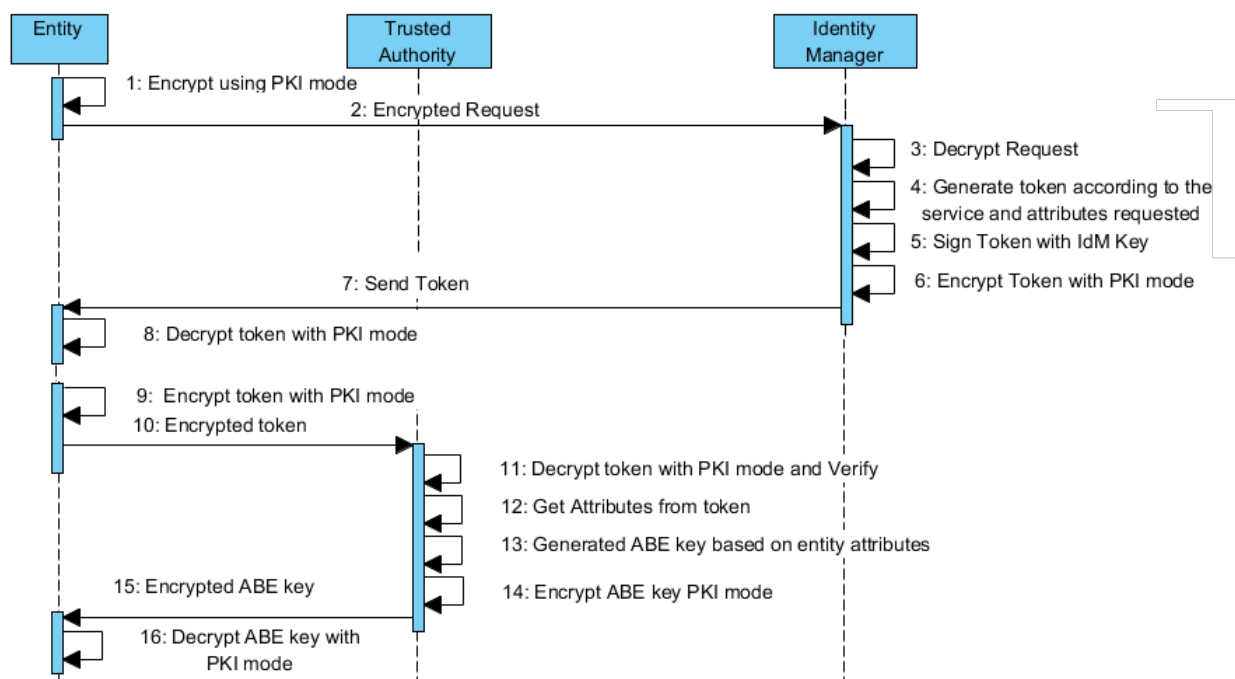 Entity
Trusted
Authority
Identity
Manager
1: Encrypt using PKI mode
2: Encrypted Request
3: Decrypt Request
4: Generate token according to the
service and attributes requested
5: Sign Token with IdM Key
6: Encrypt Token with PKI mode
7: Send Token
8: Decrypt token with PKI mode
9:  Encrypt token with PKI mode
10: Encrypted token
11: Decrypt token with PKI mode and Verify
12: Get Attributes from token
13: Generated ABE key based on entity attributes
14: Encrypt ABE key PKI mode
15: Encrypted ABE key
16: Decrypt ABE key with
PKI mode